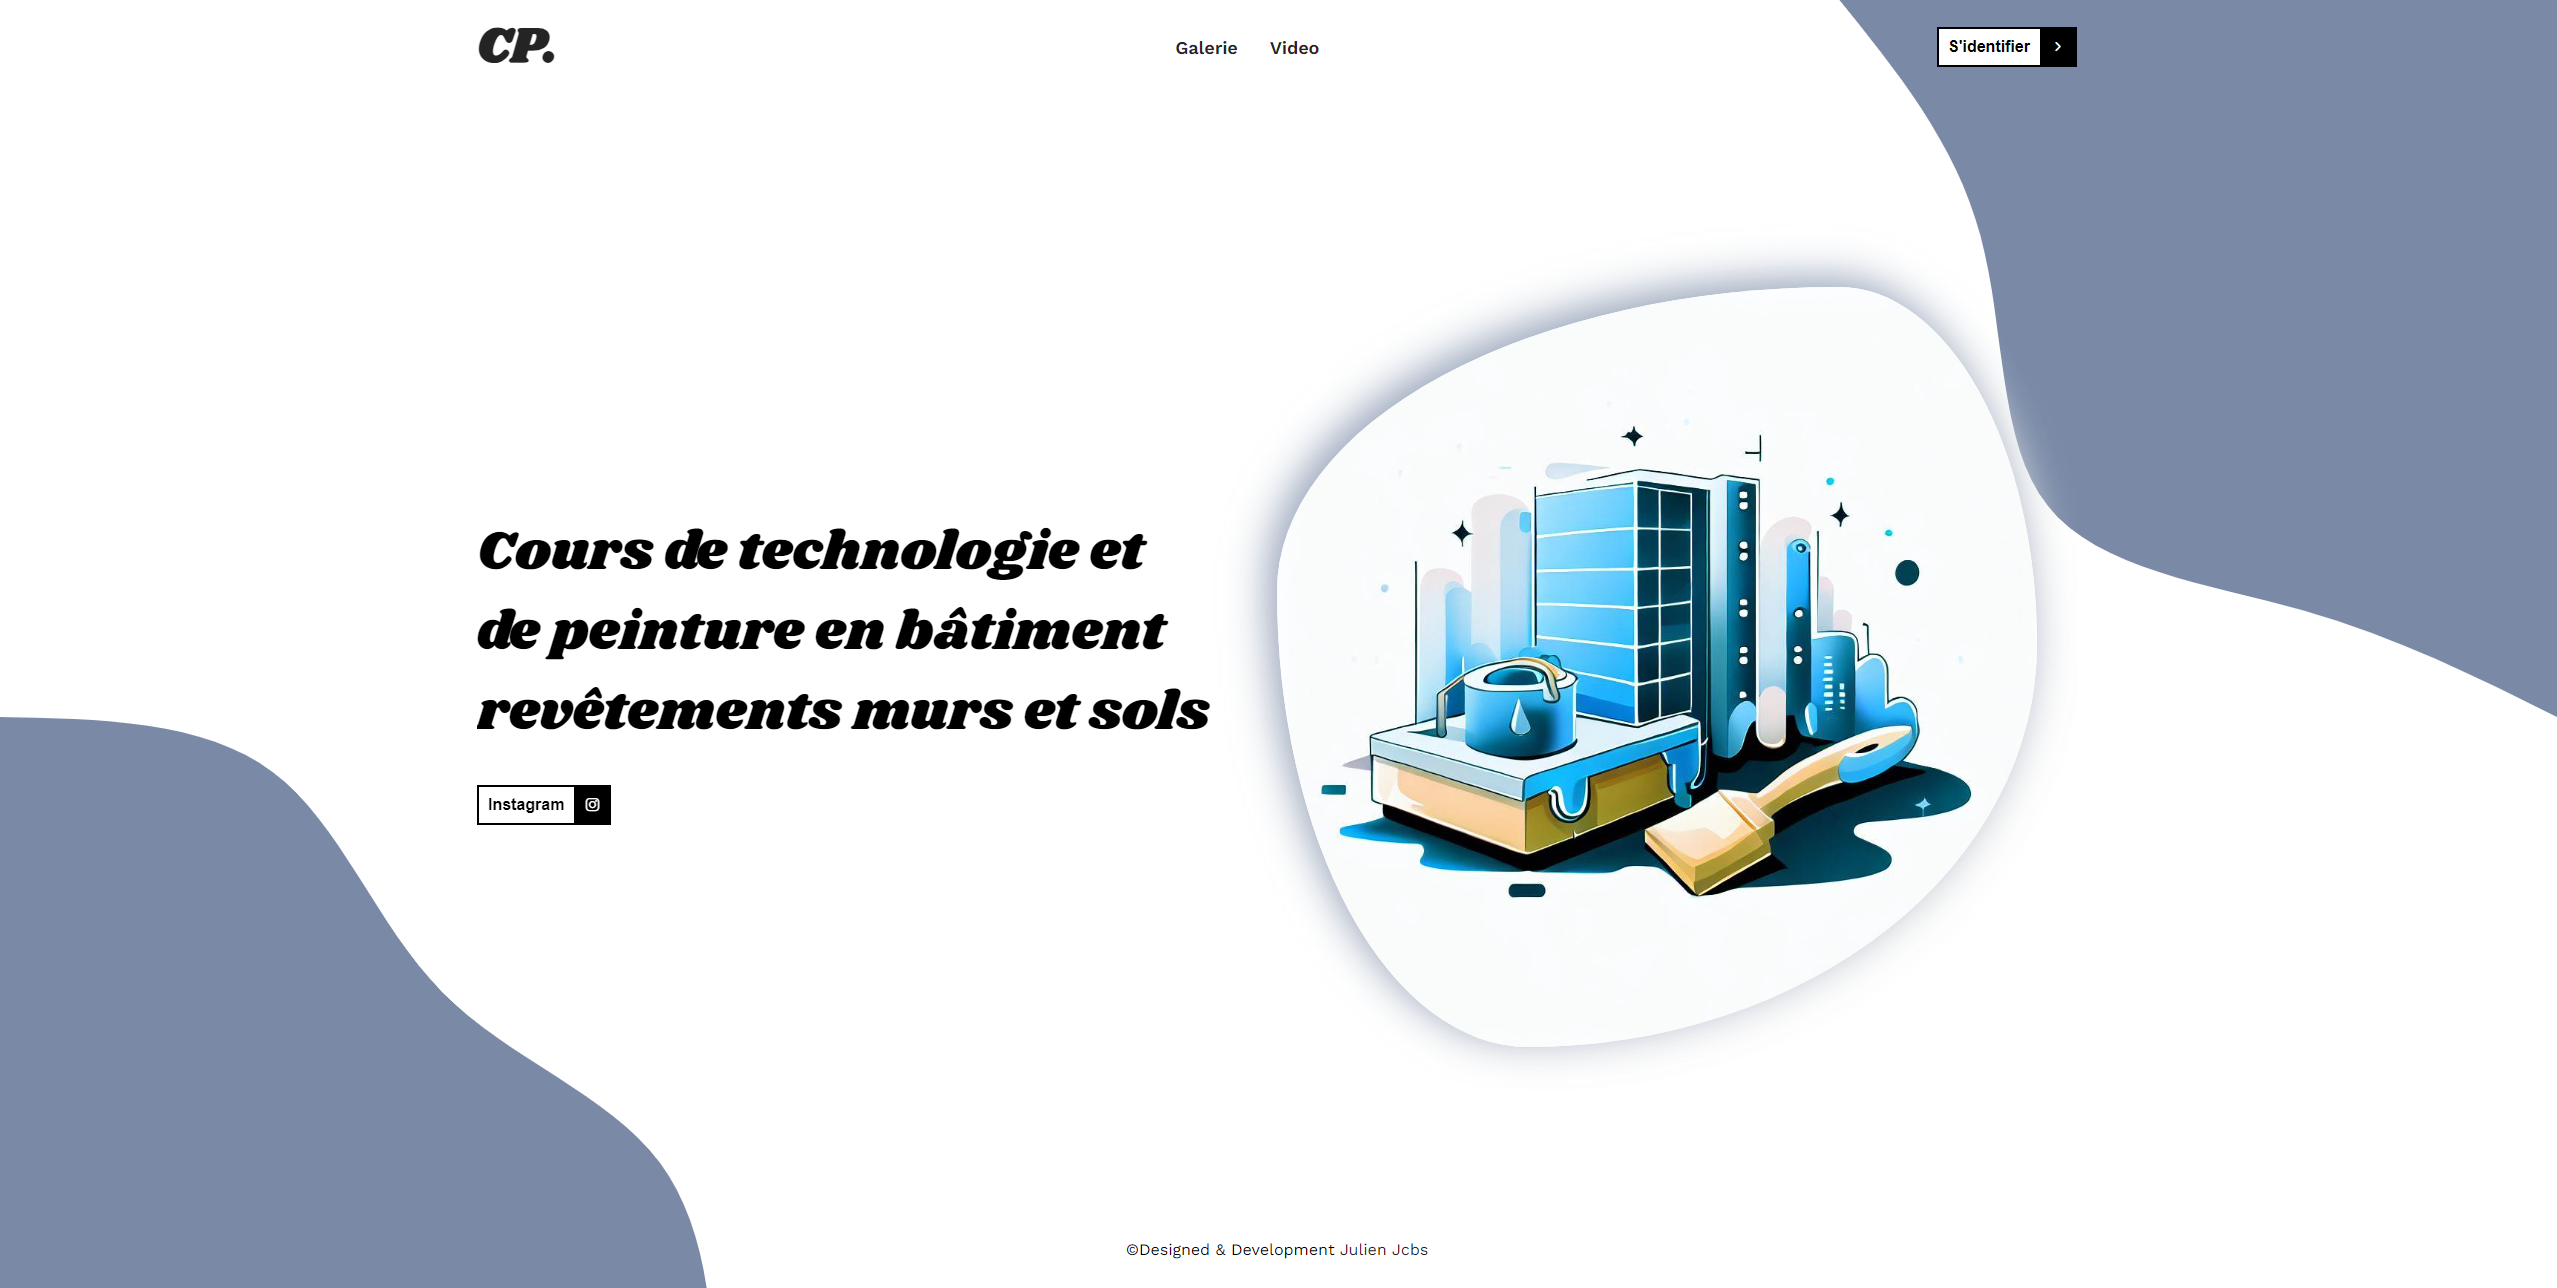 CP.
Galerie
Video
S'identifier
Cours de technologie et
de peinture en bâtiment
revêtements murs et sols
Instagram
©Designed & Development Julien Jcbs